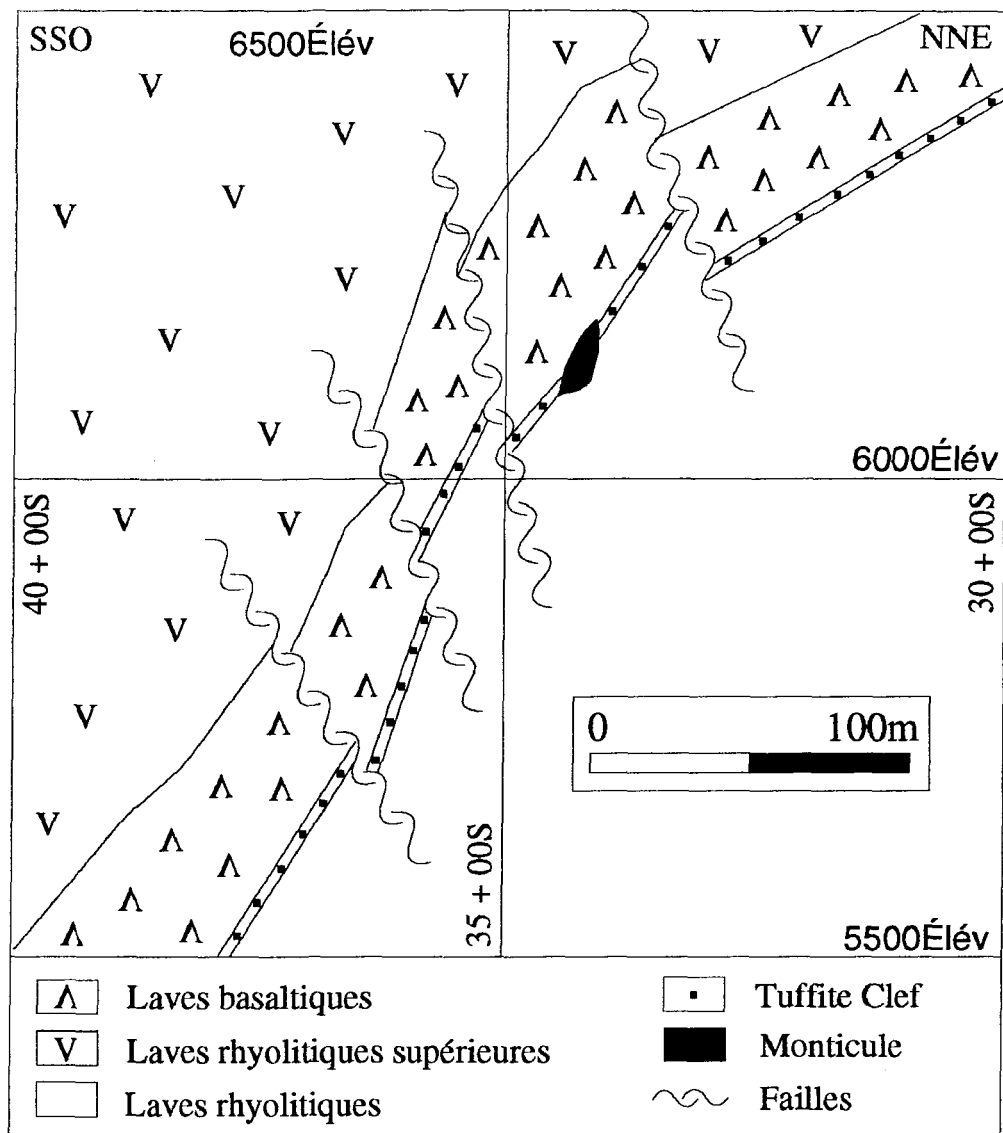 SSO
6500Élév
NNE
6000Élév
40 + 00S
30 + 00S
0
100m
35 + 00S
5500Élév
Laves basaltiques
Tuffite Clef
Laves rhyolitiques supérieures
Monticule
Laves rhyolitiques
Failles